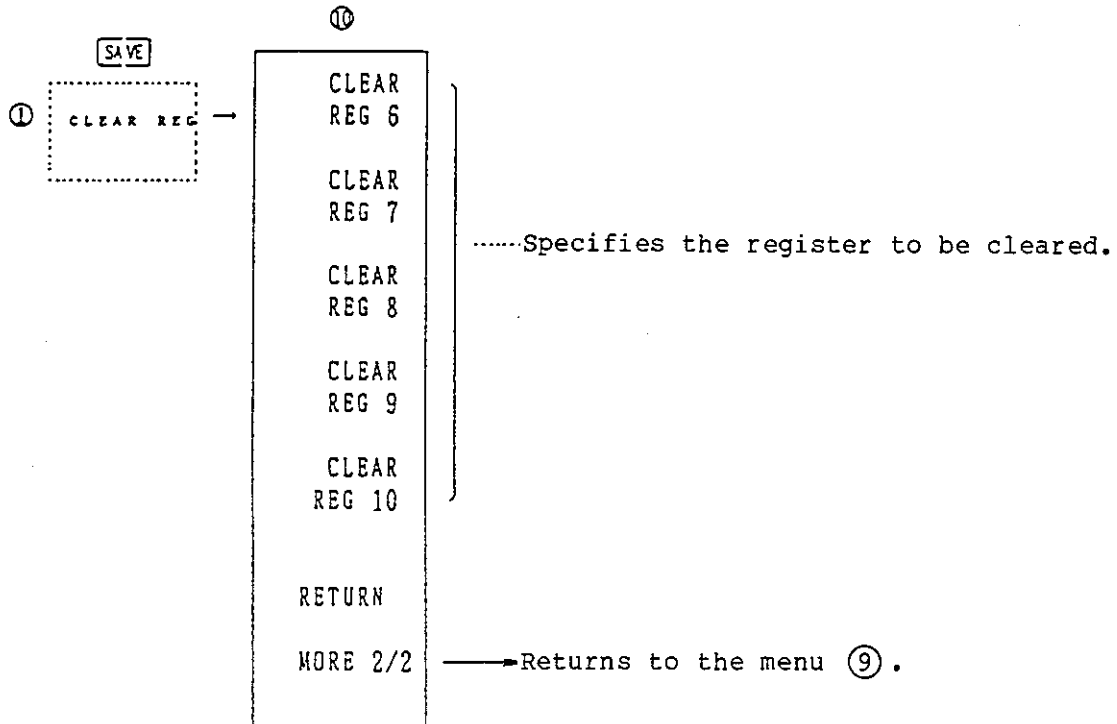 ⑩
SAVE
① CLEAR REG →
CLEAR
REG 6
CLEAR
REG 7
CLEAR
REG 8
CLEAR
REG 9
CLEAR
REG 10
......Specifies the register to be cleared.
RETURN
MORE 2/2 → Returns to the menu ⑨.